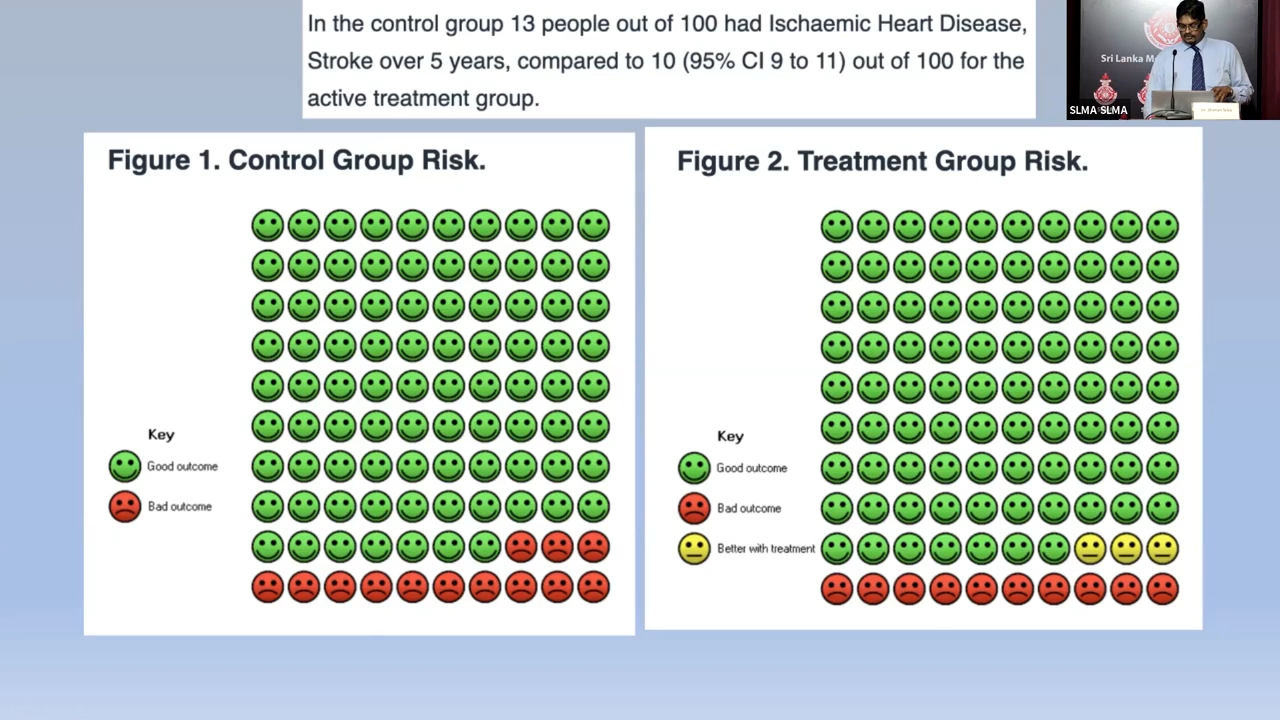 In the control group 13 people out of 100 had Ischaemic Heart Disease,
Stroke over 5 years, compared to 10 (95% CI 9 to 11) out of 100 for the
active treatment group.
Sri Lanka M
SLMA SLMA
Figure 1. Control Group Risk.
Key
Good outcome
Bad outcome
Figure 2. Treatment Group Risk.
Key
Good outcome
Bad outcome
Better with treatment